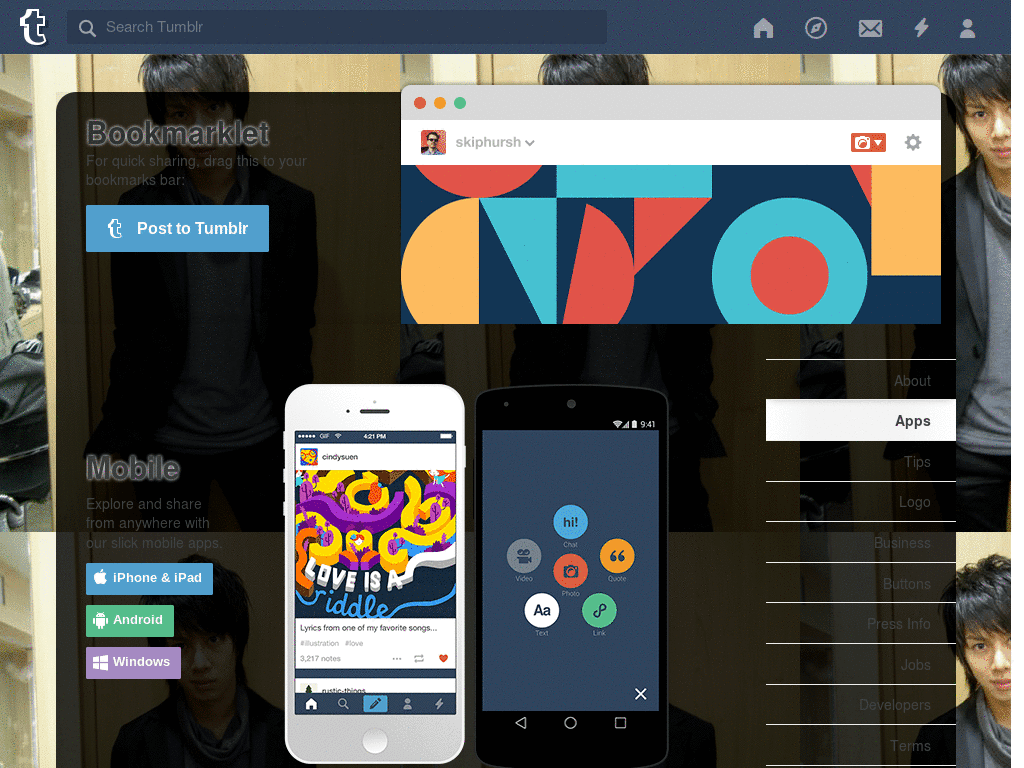 Search Tumblr
Bookmarklet
For quick sharing, drag this to your
bookmarks bar:
Post to Tumblr
skiphursh
About
Apps
Tips
Logo
Business
Buttons
Press Info
Jobs
Developers
Terms
Mobile
Explore and share
from anywhere with
our slick mobile apps.
iPhone & iPad
Android
Windows
GIF
4:21 PM
cindysuen
LOVE IS A
riddle
Lyrics from one of my favorite songs...
#illustration #love
3,217 notes
rustic-things
9:41
hi!
Chat
Video
Quote
Photo
Aa
Text
Link